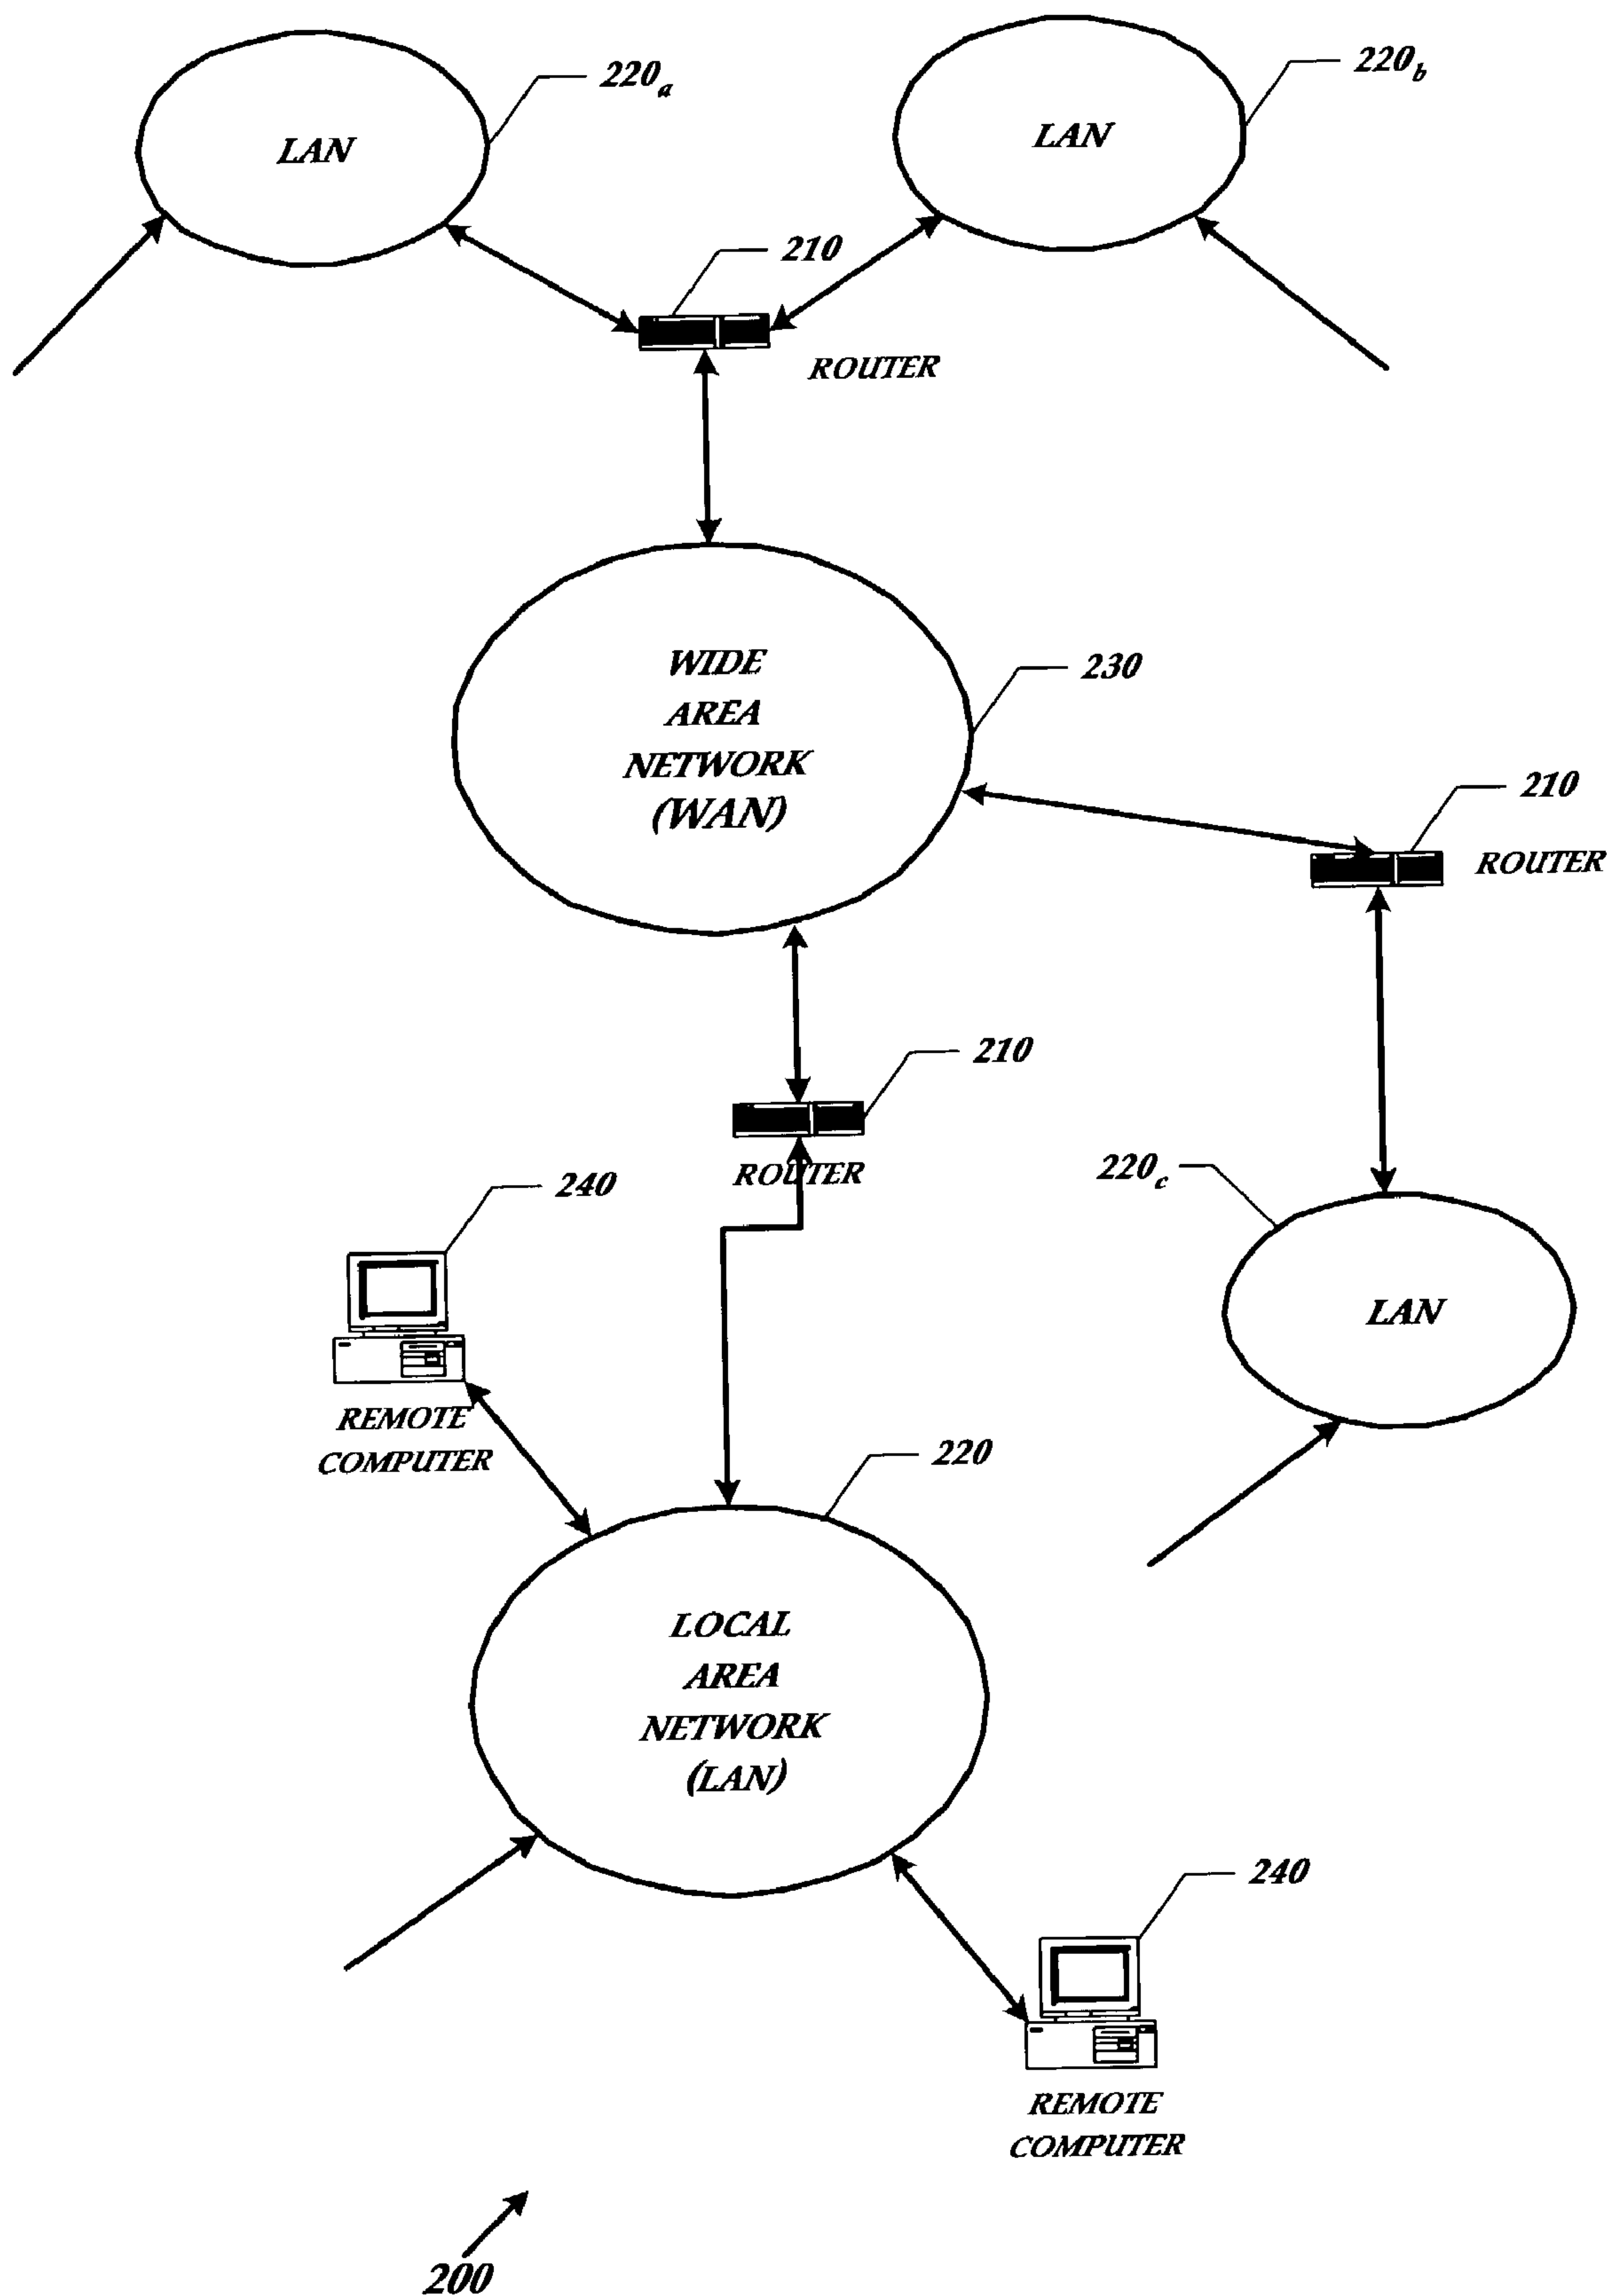 220a
220b
LAN
LAN
210
ROUTER
WIDE
AREA
NETWORK
(WAN)
230
210
ROUTER
210
ROUTER
220c
240
LAN
REMOTE
COMPUTER
220
LOCAL
AREA
NETWORK
(LAN)
240
REMOTE
COMPUTER
200